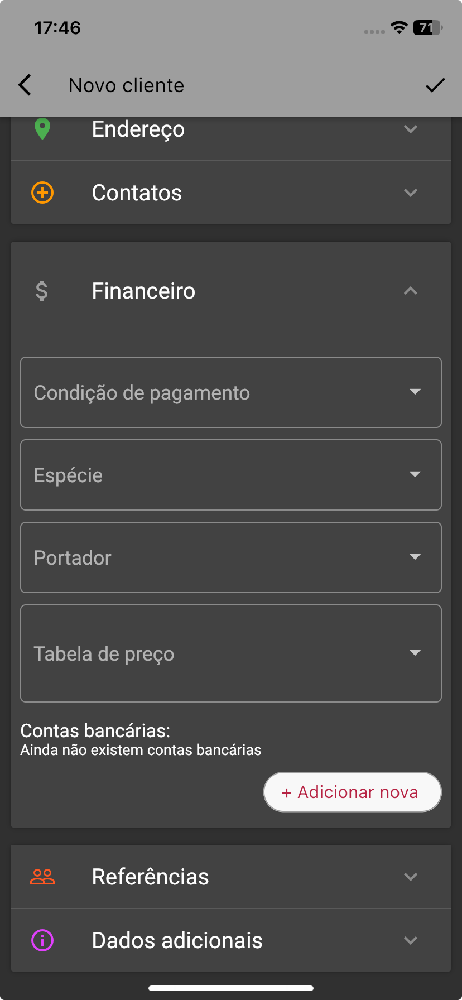 17:46
71
Novo cliente
Endereço
Contatos
$ Financeiro
Condição de pagamento
Espécie
Portador
Tabela de preço
Contas bancárias:
Ainda não existem contas bancárias
+ Adicionar nova
Referências
Dados adicionais